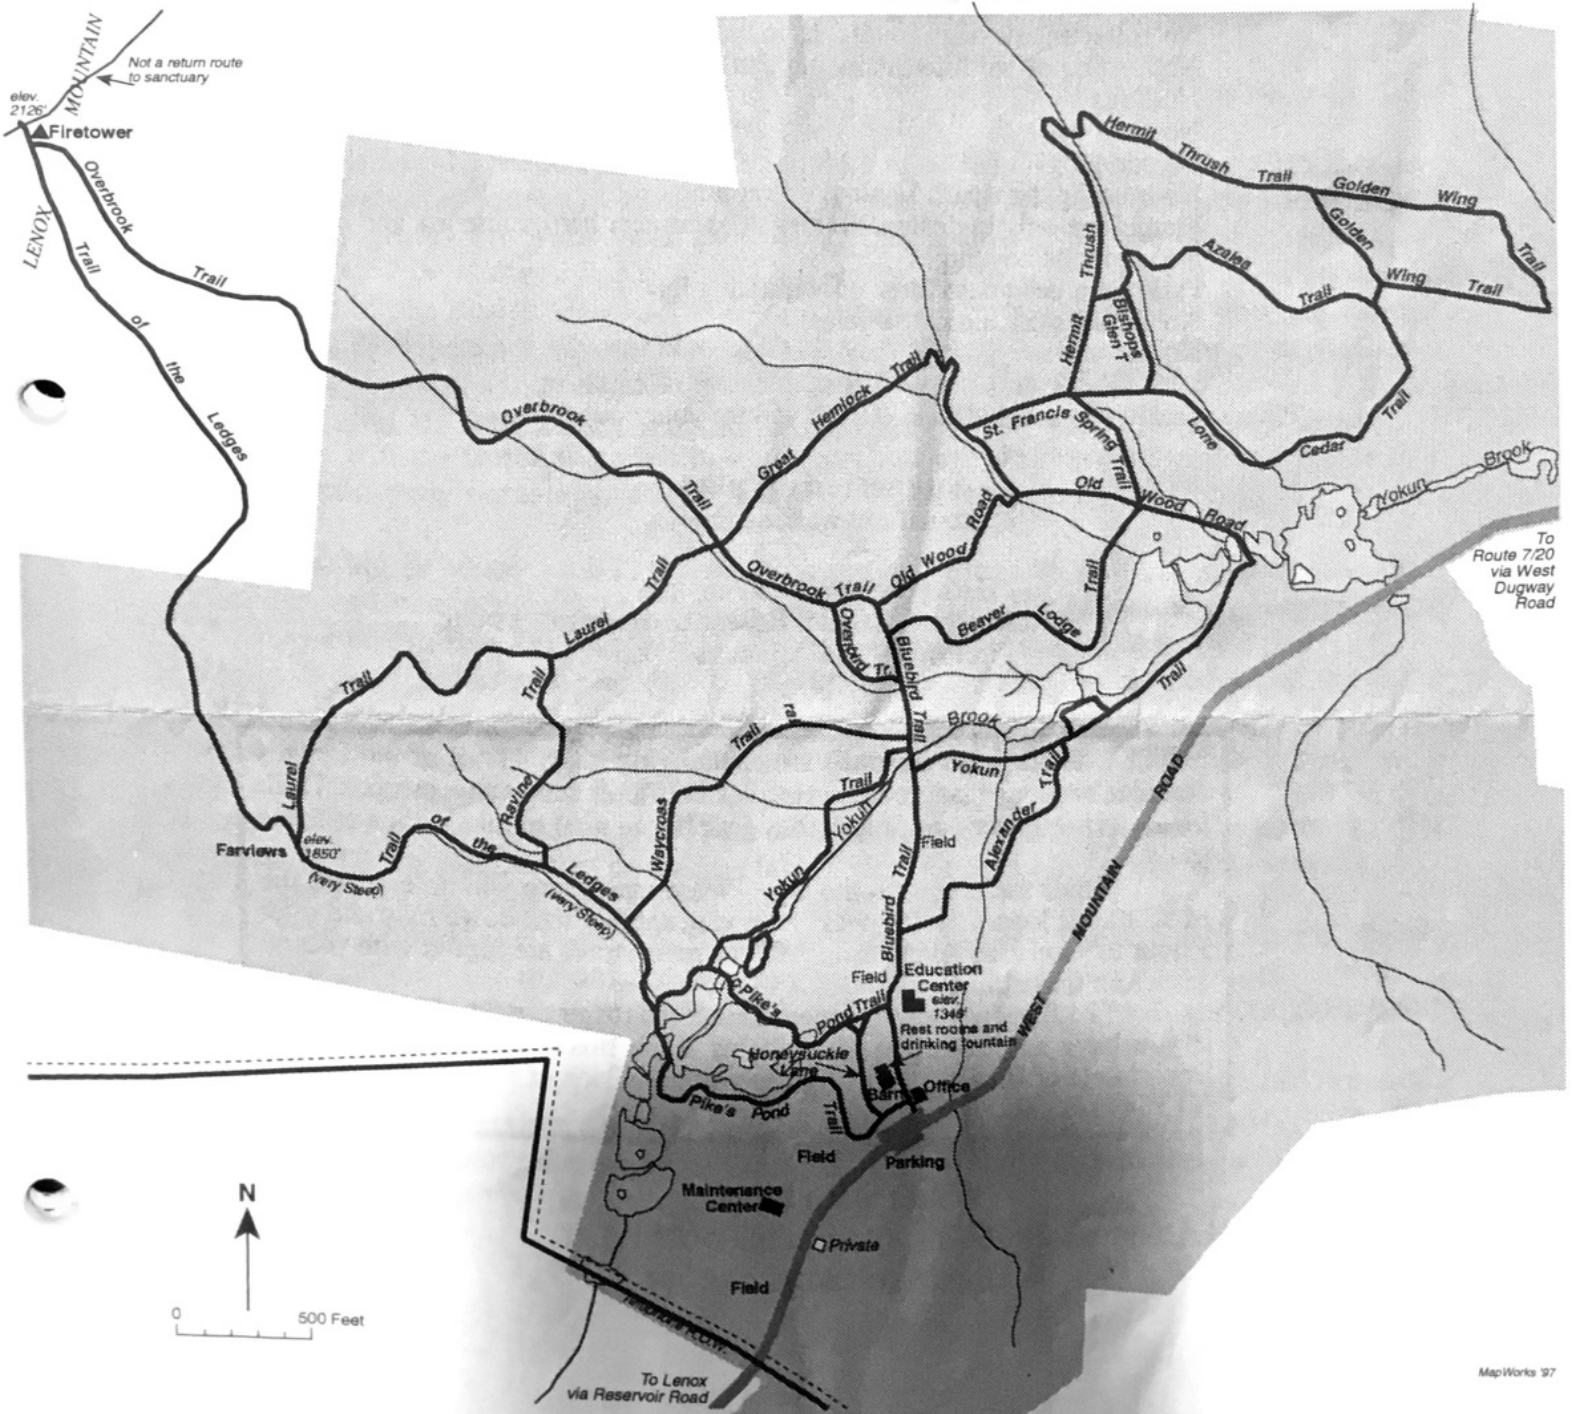 MOUNTAIN
Not a return route
to sanctuary
elev.
2126'
Firetower
Overbrook
Trail
LENOX
Trail
of
the
Ledges
Hermit
Thrush
Trail
Golden
Wing
Trail
Golden
Wing
Trail
Azalea
Trail
Thrush
Hermit
Bishops
Glen T
Overbrook
Trail
Great
Hemlock
Trail
St. Francis
Spring
Trail
Lone
Cedar
Trail
Brook
Yokun
Old
Wood
Road
To
Route 7/20
via West
Dugway
Road
Road
Old Wood
Overbrook
Trail
Overbird
Tr.
Beaver
Lodge
Trail
Laurel
Trail
Trail
Laurel
Trail
Ravine
Bluebird
Trail
Brook
Yokun
Trail
Trail
Alexander
Trail
Waycross
Trail
Yokun
Yokun
Field
Trail
Bluebird
ROAD
MOUNTAIN
WEST
Farviews
elev.
1850'
(very Steep)
Trail
of
the
Ledges
(very Steep)
Field
Education
Center
elev.
1346'
Rest rooms and
drinking fountain
Pike's
Pond
Trail
Honeysuckle
Lane
Barn
Office
Pike's
Pond
Trail
Field
Parking
Maintenance
Center
Private
Field
N
0
500 Feet
Telephone R.O.W.
To Lenox
via Reservoir Road
MapWorks '97